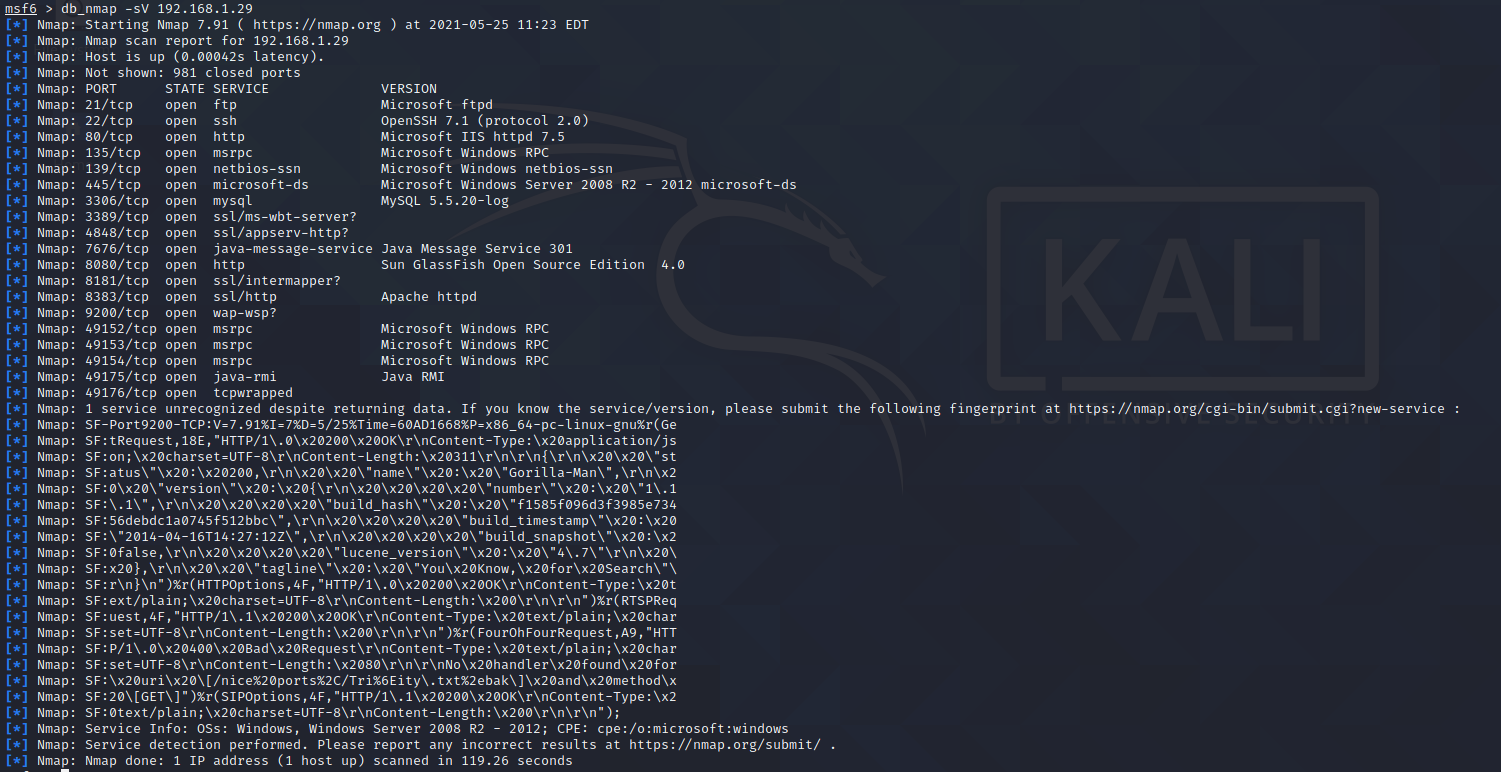 msf6 > db_nmap -sV 192.168.1.29
[*] Nmap: Starting Nmap 7.91 ( https://nmap.org ) at 2021-05-25 11:23 EDT
[*] Nmap: Nmap scan report for 192.168.1.29
[*] Nmap: Host is up (0.00042s latency).
[*] Nmap: Not shown: 981 closed ports
[*] Nmap: PORT      STATE SERVICE              VERSION
[*] Nmap: 21/tcp    open  ftp                  Microsoft ftpd
[*] Nmap: 22/tcp    open  ssh                  OpenSSH 7.1 (protocol 2.0)
[*] Nmap: 80/tcp    open  http                 Microsoft IIS httpd 7.5
[*] Nmap: 135/tcp   open  msrpc                Microsoft Windows RPC
[*] Nmap: 139/tcp   open  netbios-ssn          Microsoft Windows netbios-ssn
[*] Nmap: 445/tcp   open  microsoft-ds         Microsoft Windows Server 2008 R2 - 2012 microsoft-ds
[*] Nmap: 3306/tcp  open  mysql                MySQL 5.5.20-log
[*] Nmap: 3389/tcp  open  ssl/ms-wbt-server?
[*] Nmap: 4848/tcp  open  ssl/appserv-http?
[*] Nmap: 7676/tcp  open  java-message-service Java Message Service 301
[*] Nmap: 8080/tcp  open  http                 Sun GlassFish Open Source Edition  4.0
[*] Nmap: 8181/tcp  open  ssl/intermapper?
[*] Nmap: 8383/tcp  open  ssl/http             Apache httpd
[*] Nmap: 9200/tcp  open  wap-wsp?
[*] Nmap: 49152/tcp open  msrpc                Microsoft Windows RPC
[*] Nmap: 49153/tcp open  msrpc                Microsoft Windows RPC
[*] Nmap: 49154/tcp open  msrpc                Microsoft Windows RPC
[*] Nmap: 49175/tcp open  java-rmi             Java RMI
[*] Nmap: 49176/tcp open  tcpwrapped
[*] Nmap: 1 service unrecognized despite returning data. If you know the service/version, please submit the following fingerprint at https://nmap.org/cgi-bin/submit.cgi?new-service :
[*] Nmap: SF-Port9200-TCP:V=7.91%I=7%D=5/25%Time=60AD1668%P=x86_64-pc-linux-gnu%r(Ge
[*] Nmap: SF:tRequest,18E,"HTTP/1\.0\x20200\x20OK\r\nContent-Type:\x20application/js
[*] Nmap: SF:on;\x20charset=UTF-8\r\nContent-Length:\x20311\r\n\r\n{\r\n\x20\x20\"st
[*] Nmap: SF:atus\"\x20:\x20200,\r\n\x20\x20\"name\"\x20:\x20\"Gorilla-Man\",\r\n\x2
[*] Nmap: SF:0\x20\"version\"\x20:\x20{\r\n\x20\x20\x20\x20\"number\"\x20:\x20\"1\.1
[*] Nmap: SF:\.1\",\r\n\x20\x20\x20\x20\"build_hash\"\x20:\x20\"f1585f096d3f3985e734
[*] Nmap: SF:56debdc1a0745f512bbc\",\r\n\x20\x20\x20\x20\"build_timestamp\"\x20:\x20
[*] Nmap: SF:\"2014-04-16T14:27:12Z\",\r\n\x20\x20\x20\x20\"build_snapshot\"\x20:\x2
[*] Nmap: SF:0false,\r\n\x20\x20\x20\x20\"lucene_version\"\x20:\x20\"4\.7\"\r\n\x20\
[*] Nmap: SF:x20},\r\n\x20\x20\"tagline\"\x20:\x20\"You\x20Know,\x20for\x20Search\"\
[*] Nmap: SF:r\n}\n")%r(HTTPOptions,4F,"HTTP/1\.0\x20200\x20OK\r\nContent-Type:\x20t
[*] Nmap: SF:ext/plain;\x20charset=UTF-8\r\nContent-Length:\x200\r\n\r\n")%r(RTSPReq
[*] Nmap: SF:uest,4F,"HTTP/1\.1\x20200\x20OK\r\nContent-Type:\x20text/plain;\x20char
[*] Nmap: SF:set=UTF-8\r\nContent-Length:\x200\r\n\r\n")%r(FourOhFourRequest,A9,"HTT
[*] Nmap: SF:P/1\.0\x20400\x20Bad\x20Request\r\nContent-Type:\x20text/plain;\x20char
[*] Nmap: SF:set=UTF-8\r\nContent-Length:\x2080\r\n\r\nNo\x20handler\x20found\x20for
[*] Nmap: SF:\x20uri\x20\[/nice%20ports%2C/Tri%6Eity\.txt%2ebak\]\x20and\x20method\x
[*] Nmap: SF:20\[GET\]")%r(SIPOptions,4F,"HTTP/1\.1\x20200\x20OK\r\nContent-Type:\x2
[*] Nmap: SF:0text/plain;\x20charset=UTF-8\r\nContent-Length:\x200\r\n\r\n");
[*] Nmap: Service Info: OSs: Windows, Windows Server 2008 R2 - 2012; CPE: cpe:/o:microsoft:windows
[*] Nmap: Service detection performed. Please report any incorrect results at https://nmap.org/submit/ .
[*] Nmap: Nmap done: 1 IP address (1 host up) scanned in 119.26 seconds
KALI
BY OFFENSIVE SECURITY